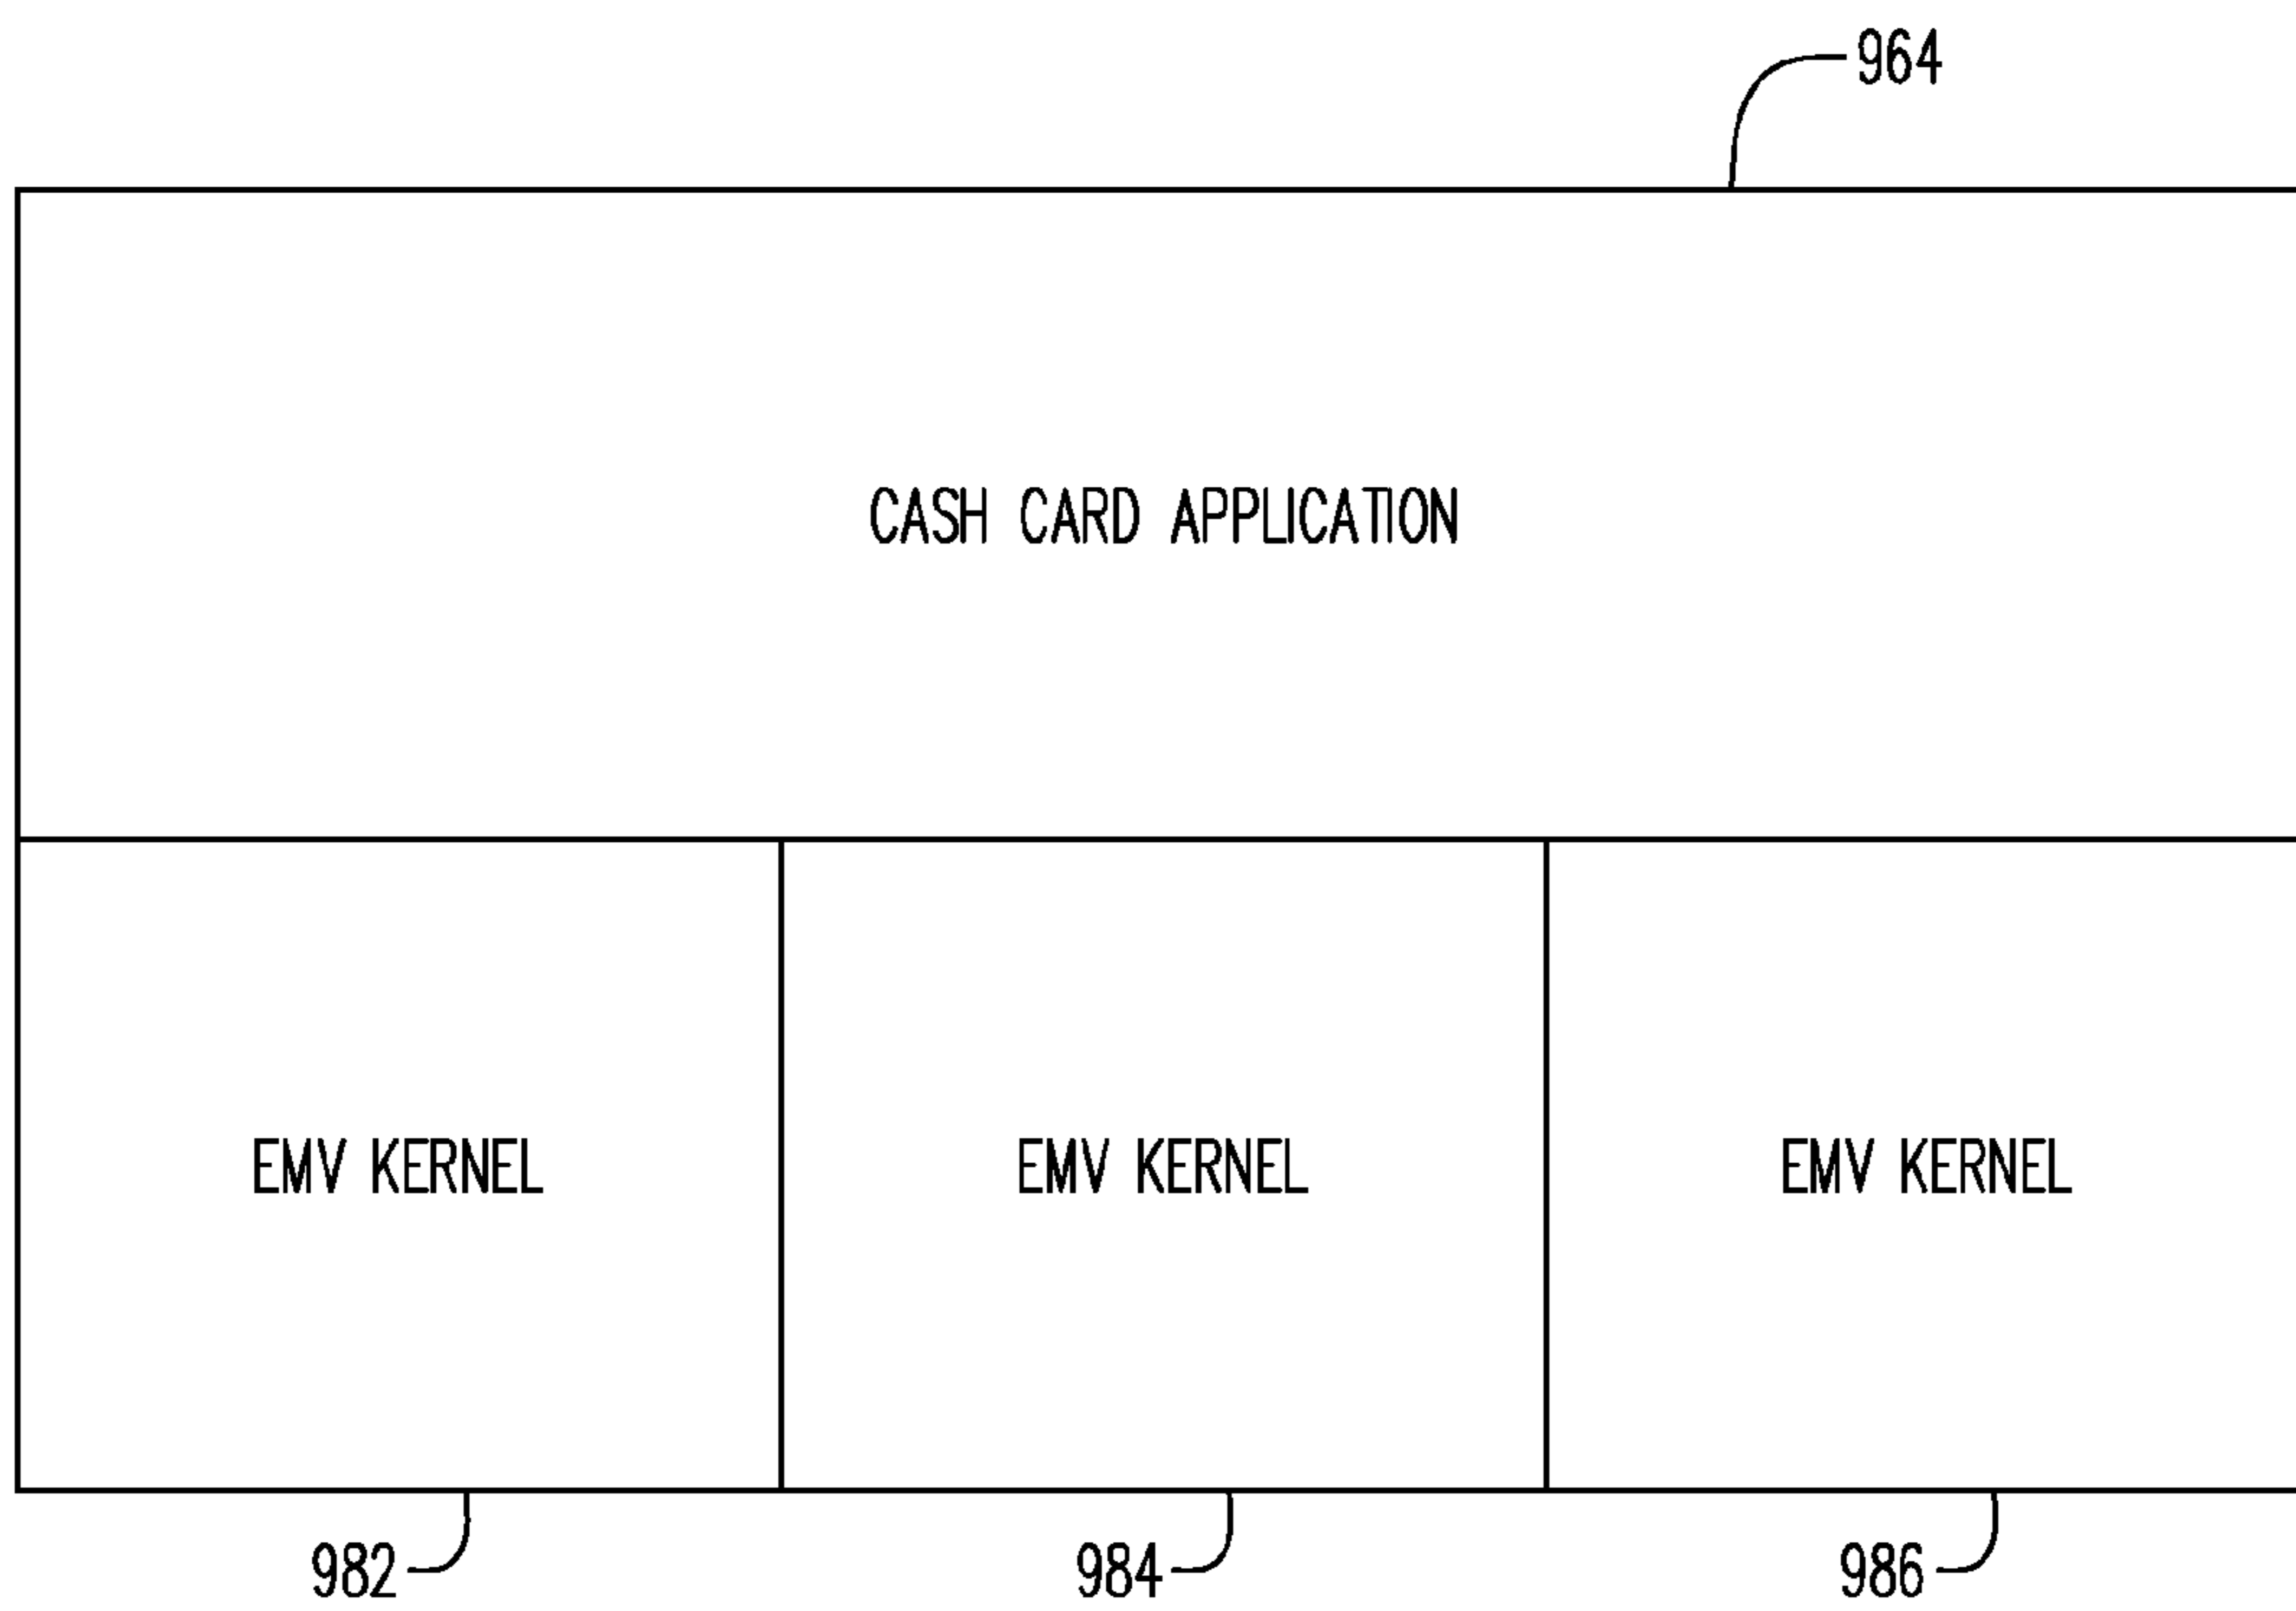 964
CASH CARD APPLICATION
EMV KERNEL
EMV KERNEL
EMV KERNEL
982
984
986